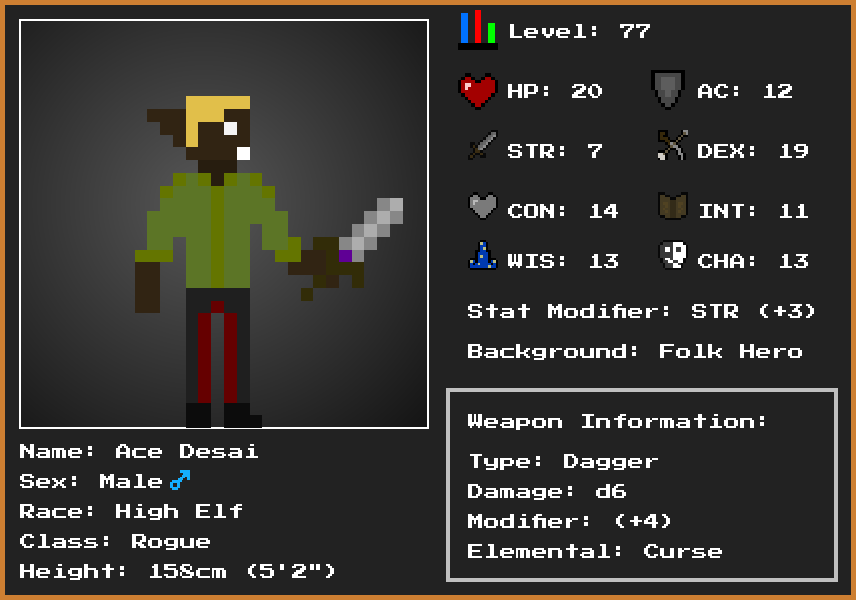 Level: 77
HP: 20 AC: 12
STR: 7 DEX: 19
CON: 14 INT: 11
WIS: 13 CHA: 13
Stat Modifier: STR (+3)
Background: Folk Hero
Weapon Information:
Type: Dagger
Damage: d6
Modifier: (+4)
Elemental: Curse
Name: Ace Desai
Sex: Male ♂
Race: High Elf
Class: Rogue
Height: 158cm (5'2")